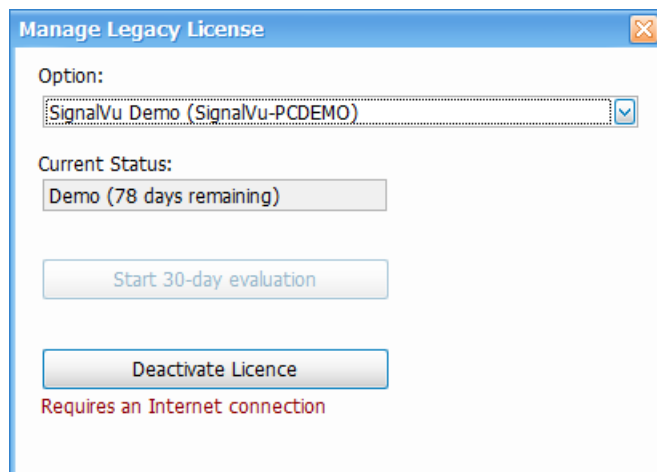 Manage Legacy License
Option:
SignalVu Demo (SignalVu-PCDEMO)
Current Status:
Demo (78 days remaining)
Start 30-day evaluation
Deactivate Licence
Requires an Internet connection